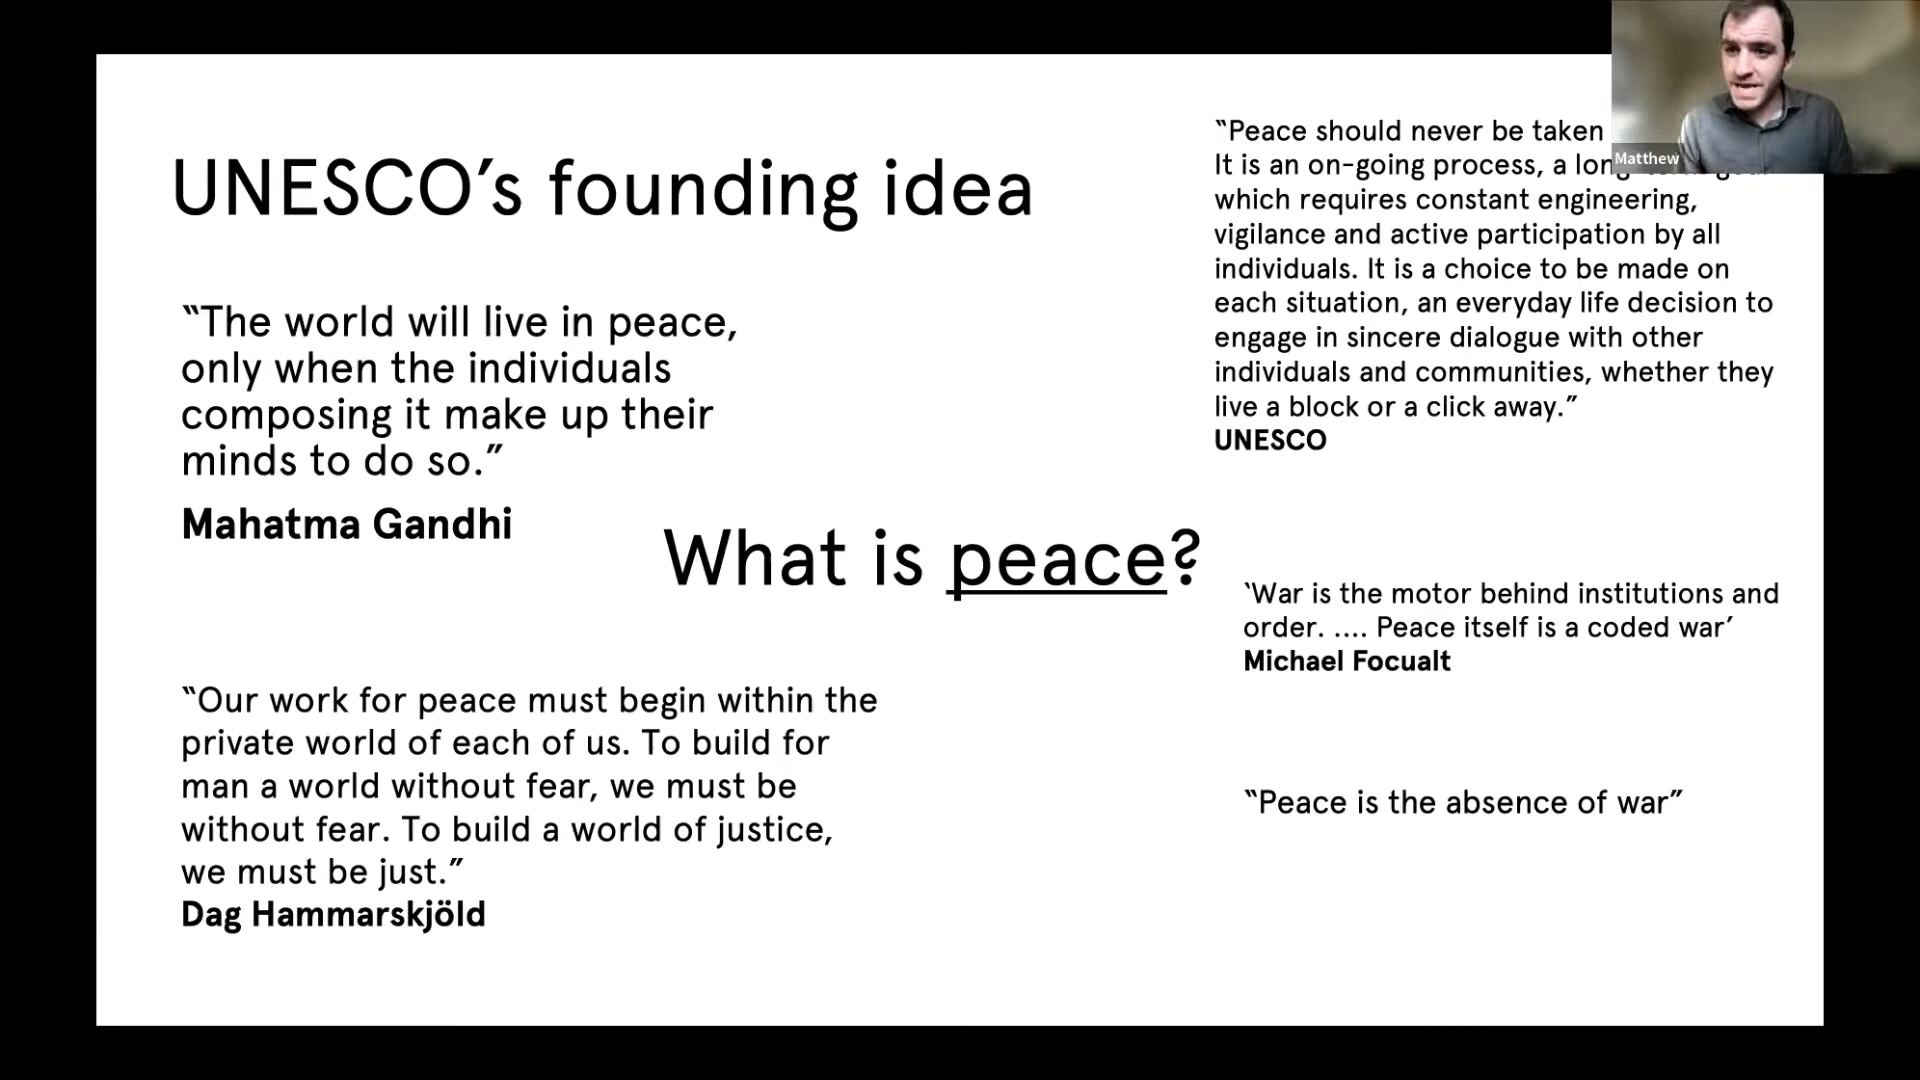 UNESCO’s founding idea
“The world will live in peace,
only when the individuals
composing it make up their
minds to do so.”
Mahatma Gandhi
What is peace?
“Our work for peace must begin within the
private world of each of us. To build for
man a world without fear, we must be
without fear. To build a world of justice,
we must be just.”
Dag Hammarskjöld
“Peace should never be taken
It is an on-going process, a long
which requires constant engineering,
vigilance and active participation by all
individuals. It is a choice to be made on
each situation, an everyday life decision to
engage in sincere dialogue with other
individuals and communities, whether they
live a block or a click away.”
UNESCO
‘War is the motor behind institutions and
order. .... Peace itself is a coded war’
Michael Focualt
“Peace is the absence of war”
Matthew